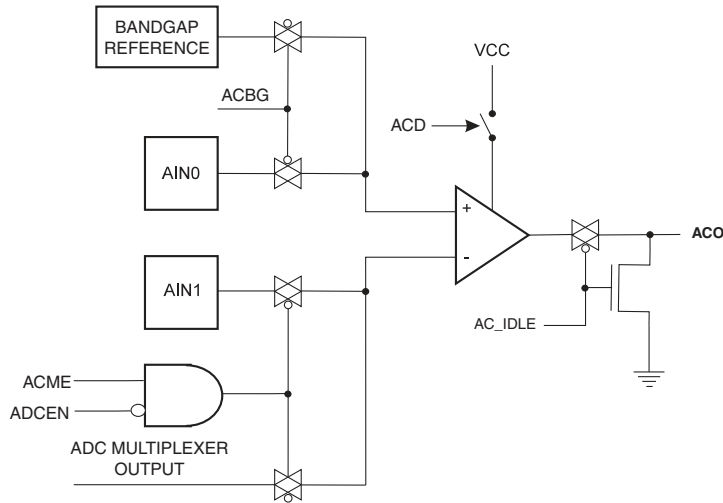 BANDGAP
REFERENCE
VCC
ACBG
ACD
AIN0
+
-
ACO
AIN1
AC_IDLE
ACME
ADCEN
ADC MULTIPLEXER
OUTPUT